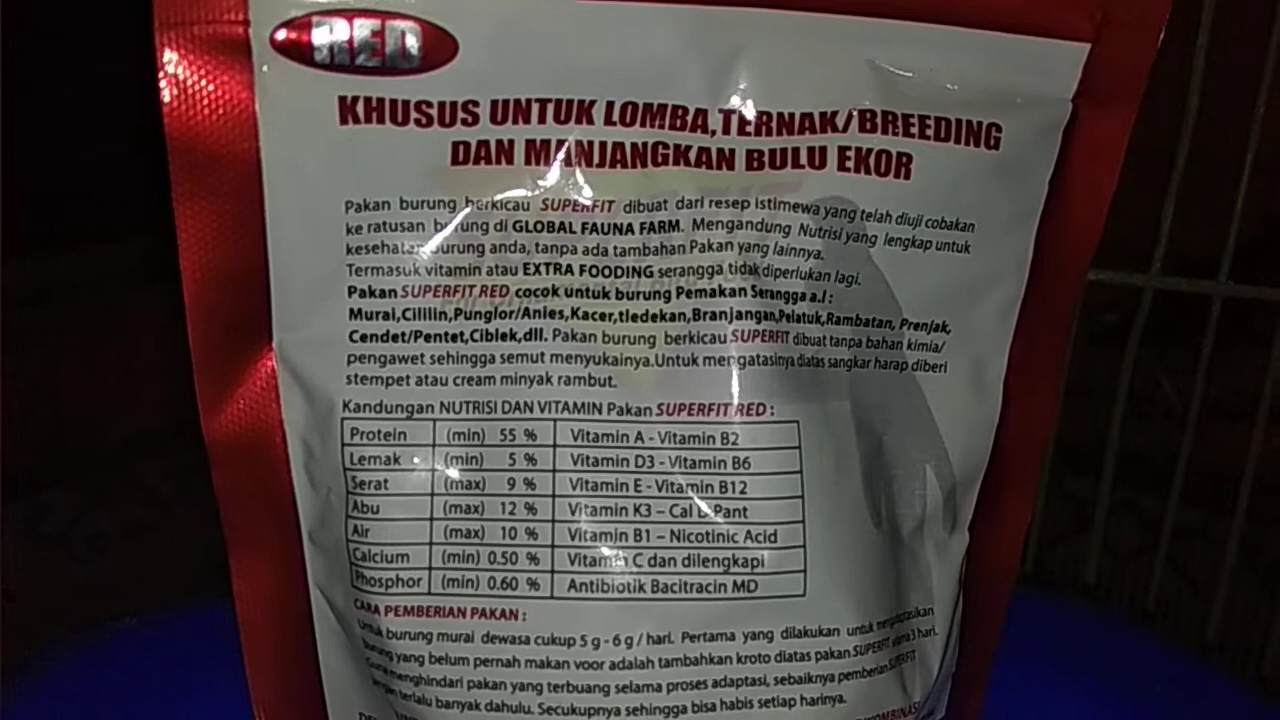 RED
KHUSUS UNTUK LOMBA,TERNAK/BREEDING
DAN MANJANGKAN BULU EKOR
Pakan burung berkicau SUPERFIT dibuat dari resep istimewa yang telah diuji cobakan
ke ratusan burung di GLOBAL FAUNA FARM. Mengandung Nutrisi yang lengkap untuk
kesehatan burung anda, tanpa ada tambahan Pakan yang lainnya.
Termasuk vitamin atau EXTRA FOODING serangga tidak diperlukan lagi.
Pakan SUPERFIT RED cocok untuk burung Pemakan Serangga a.l:
Murai,Cililin,Punglor/Anies,Kacer,tledekan,Branjangan,Pelatuk,Rambatan, Prenjak,
Cendet/Pentet,Ciblek,dll. Pakan burung berkicau SUPERFIT dibuat tanpa bahan kimia/
pengawet sehingga semut menyukainya.Untuk mengatasinya diatas sangkar harap diberi
stempet atau cream minyak rambut.
Kandungan NUTRISI DAN VITAMIN Pakan SUPERFIT RED :
Protein (min) 55 % Vitamin A - Vitamin B2
Lemak (min) 5 % Vitamin D3 - Vitamin B6
Serat (max) 9 % Vitamin E - Vitamin B12
Abu (max) 12 % Vitamin K3 – Cal D-Pant
Air (max) 10 % Vitamin B1 – Nicotinic Acid
Calcium (min) 0.50 % Vitamin C dan dilengkapi
Phosphor (min) 0.60 % Antibiotik Bacitracin MD
CARA PEMBERIAN PAKAN :
Untuk burung murai dewasa cukup 5 g - 6 g / hari. Pertama yang dilakukan untuk
burung yang belum pernah makan voor adalah tambahkan kroto diatas pakan SUPERFIT selama 3 hari.
menghindari pakan yang terbuang selama proses adaptasi, sebaiknya pemberian SUPERFIT
jangan terlalu banyak dahulu. Secukupnya sehingga bisa habis setiap harinya.